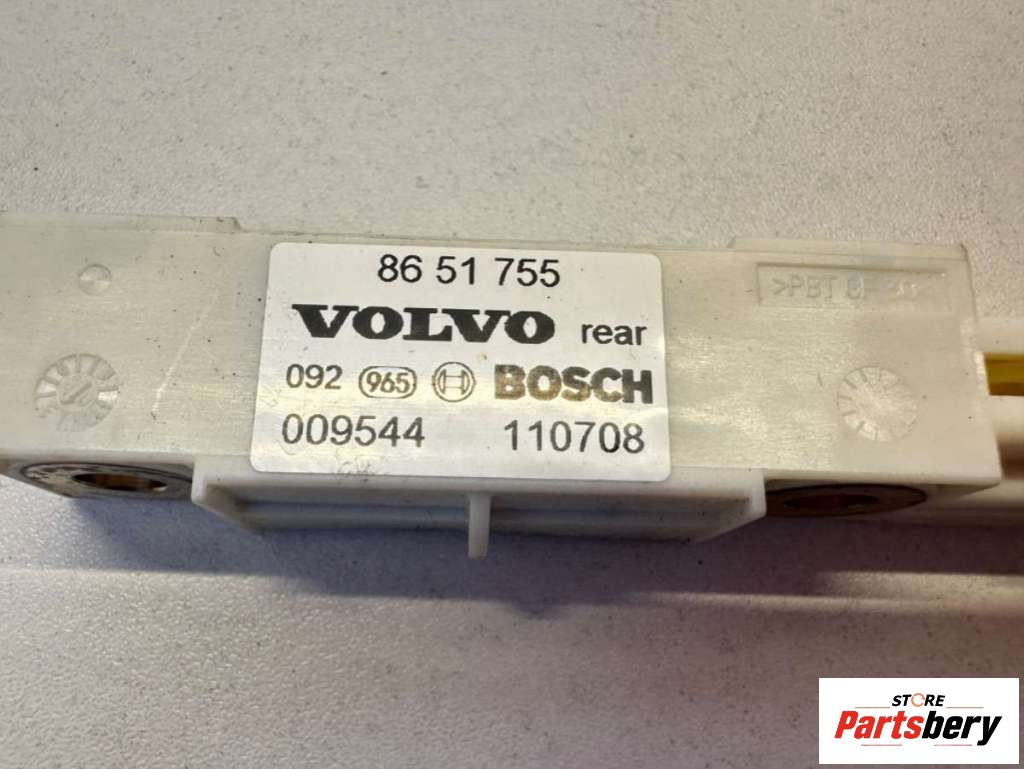 86 51 755
VOLVO rear
092 965 BOSCH
009544 110708
STORE
Partsbery